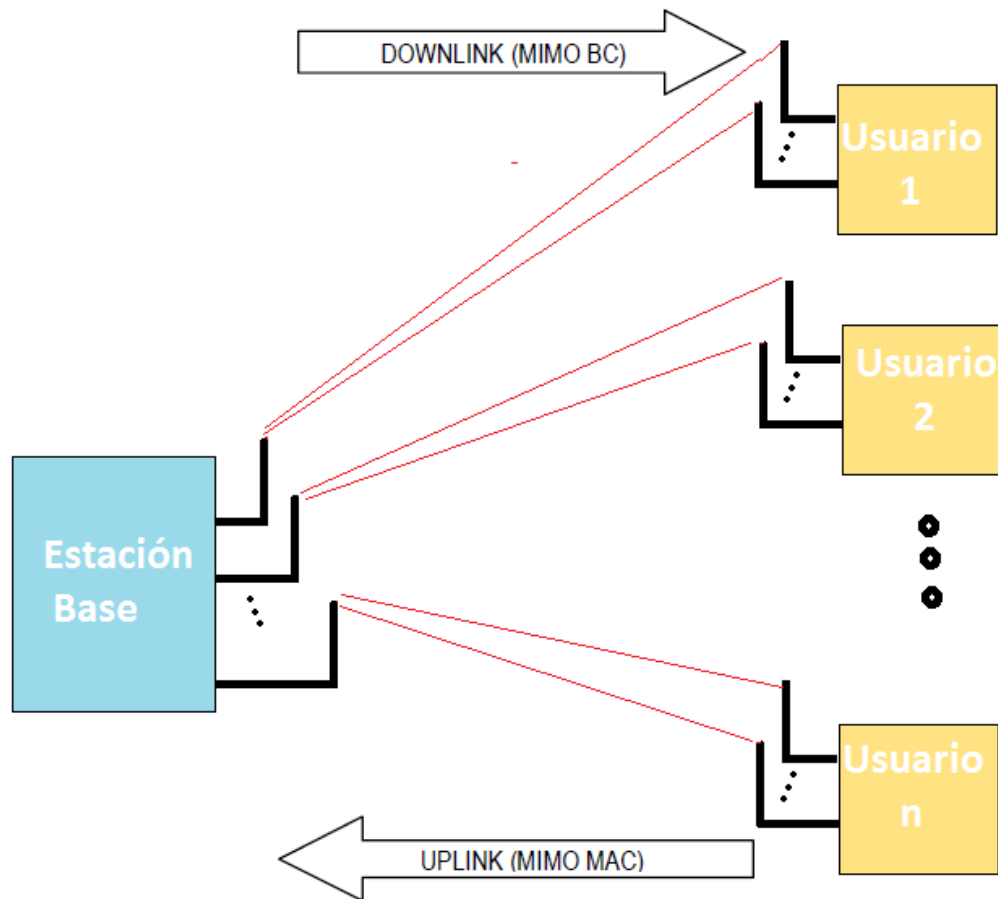 DOWNLINK (MIMO BC)
Usuario
1
Usuario
2
Estación
Base
Usuario
n
UPLINK (MIMO MAC)